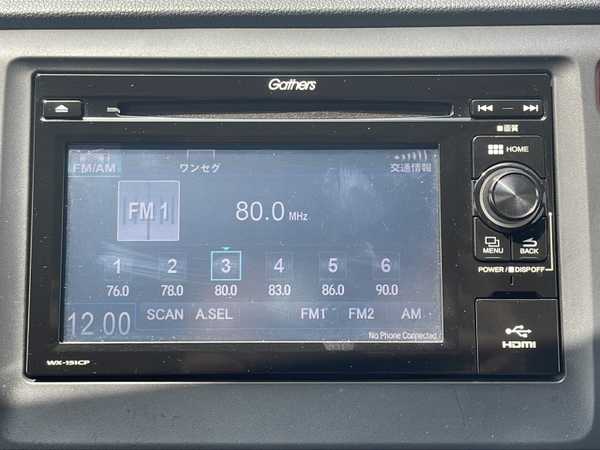 Gathers
■画質
HOME
FM/AM
ワンセグ
交通情報
FM 1
80.0 MHz
MENU
BACK
1 2 3 4 5 6
76.0 78.0 80.0 83.0 86.0 90.0
POWER/■DISP OFF
12.00 SCAN A.SEL FM1 FM2 AM
No Phone Connected
HDMI
WX-151CP